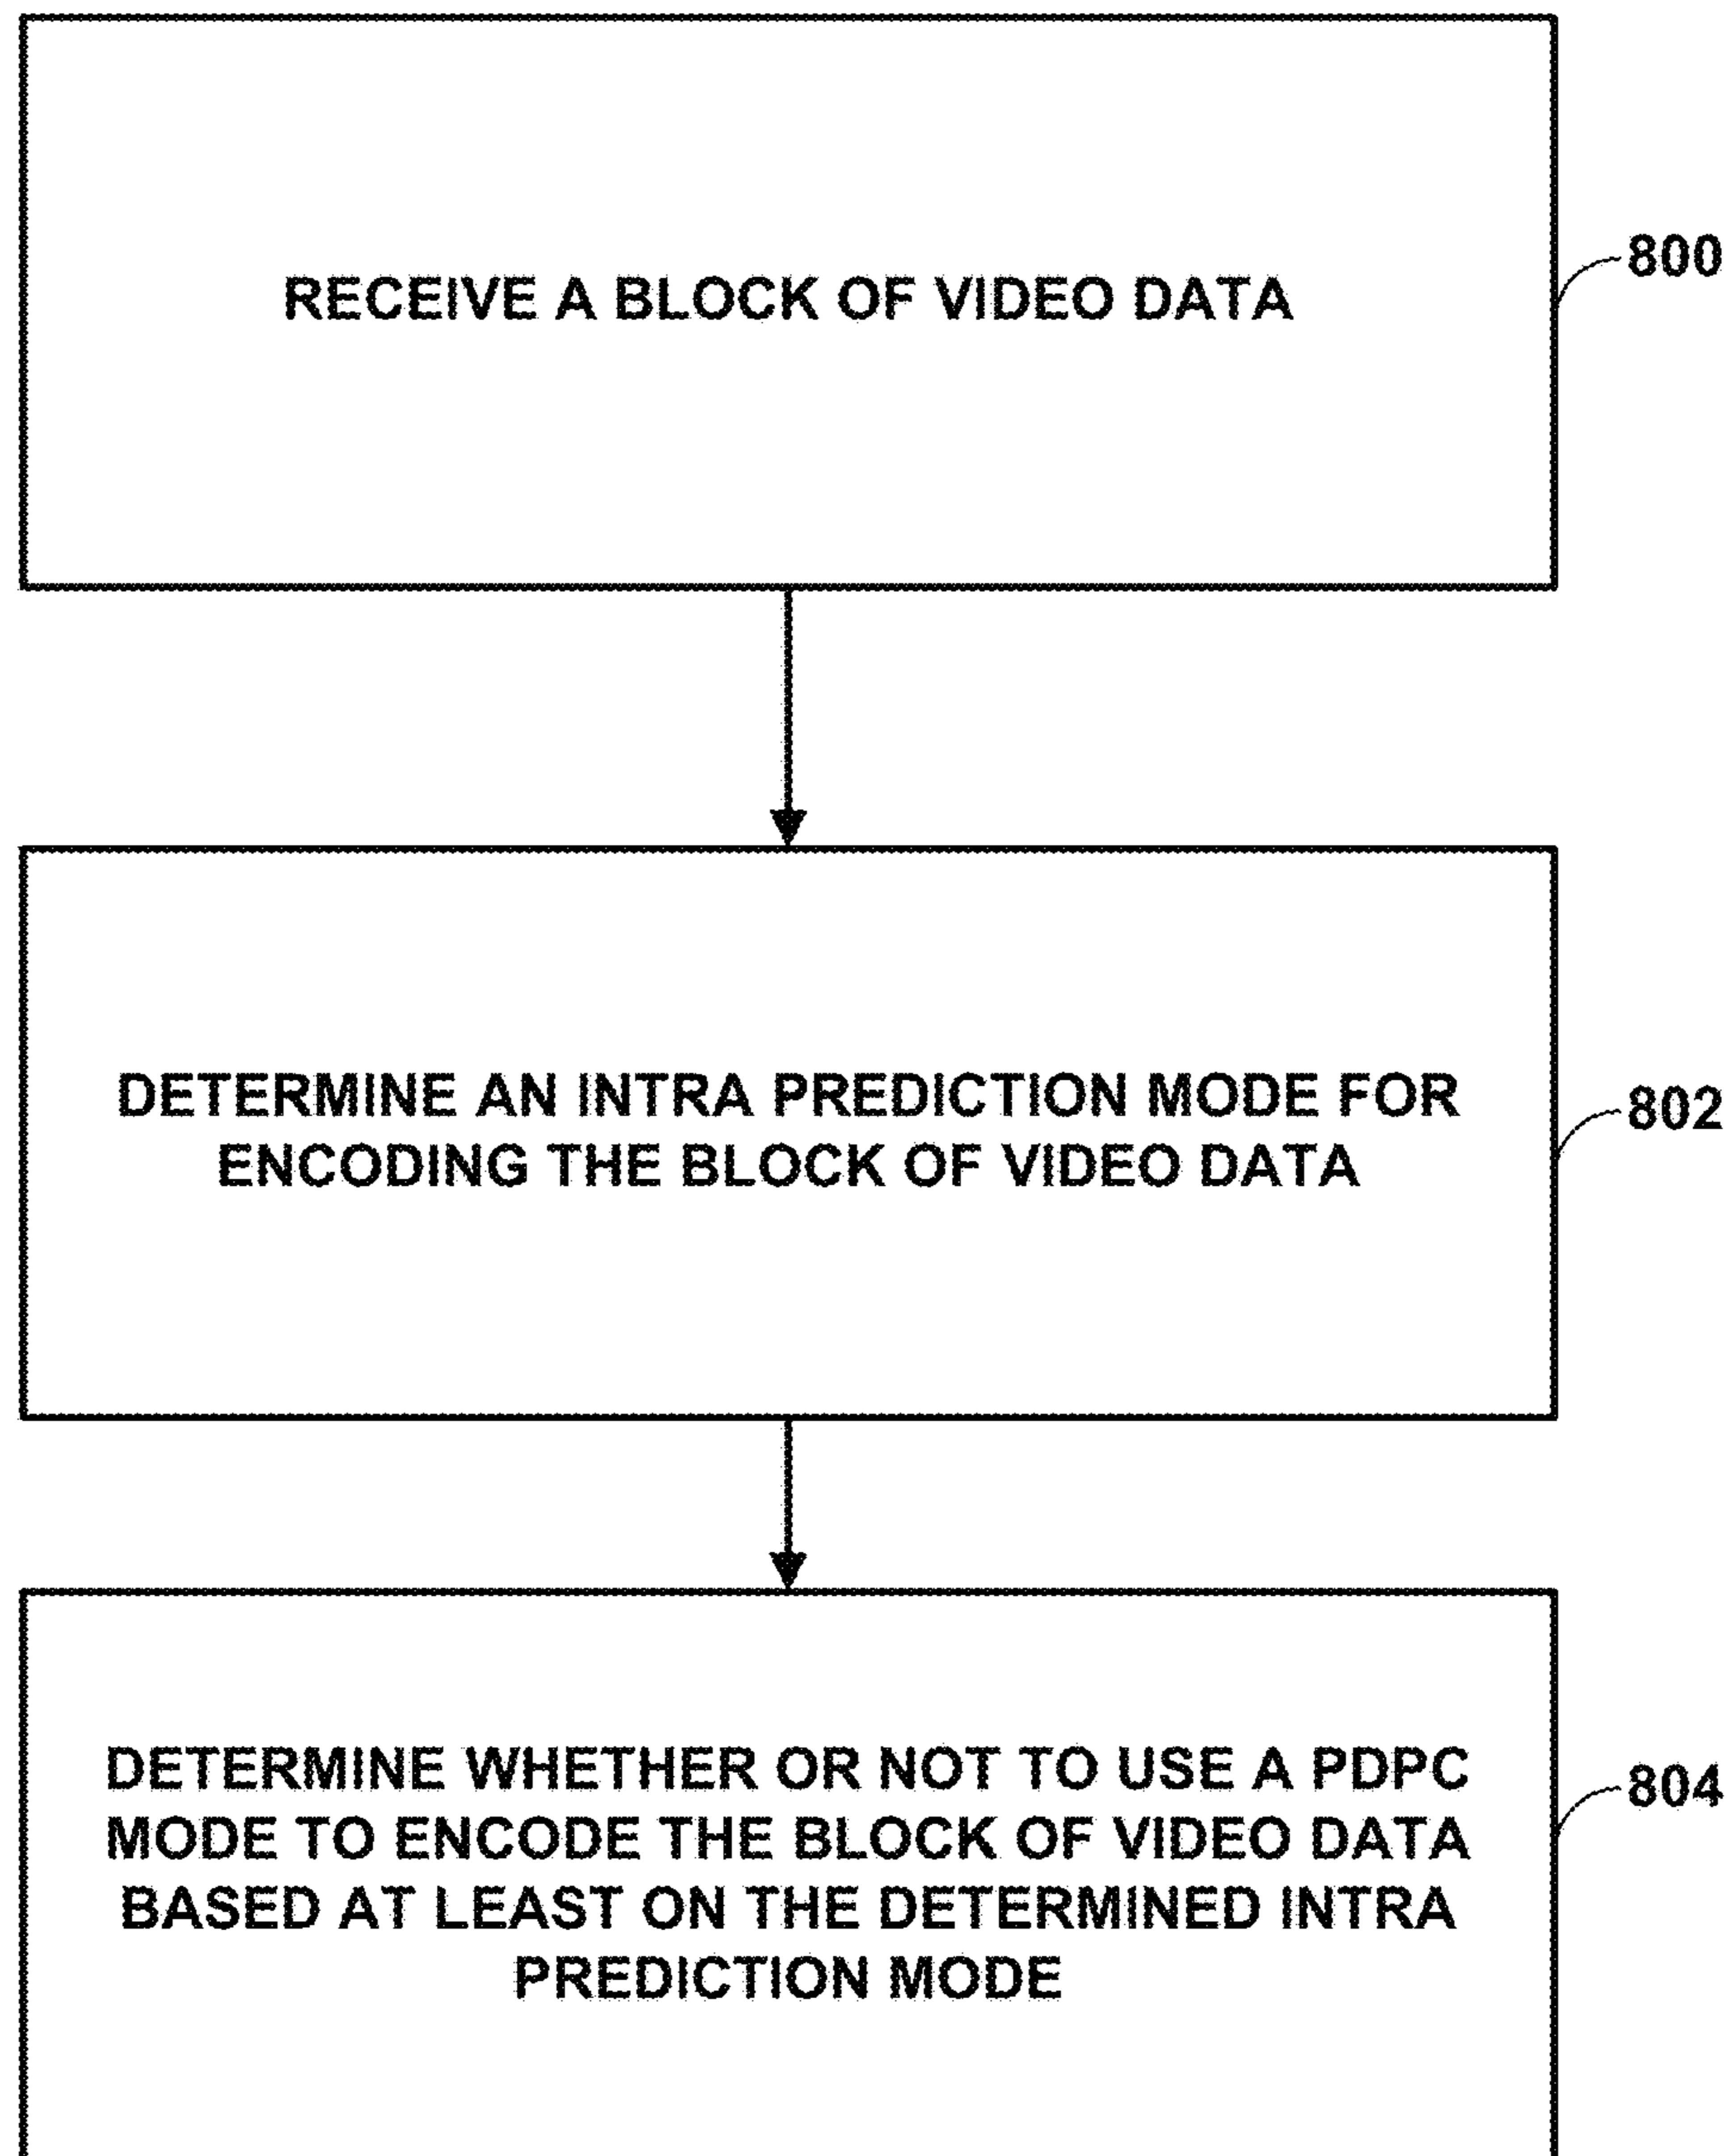 RECEIVE A BLOCK OF VIDEO DATA
800
DETERMINE AN INTRA PREDICTION MODE FOR
ENCODING THE BLOCK OF VIDEO DATA
802
DETERMINE WHETHER OR NOT TO USE A PDPC
MODE TO ENCODE THE BLOCK OF VIDEO DATA
BASED AT LEAST ON THE DETERMINED INTRA
PREDICTION MODE
804